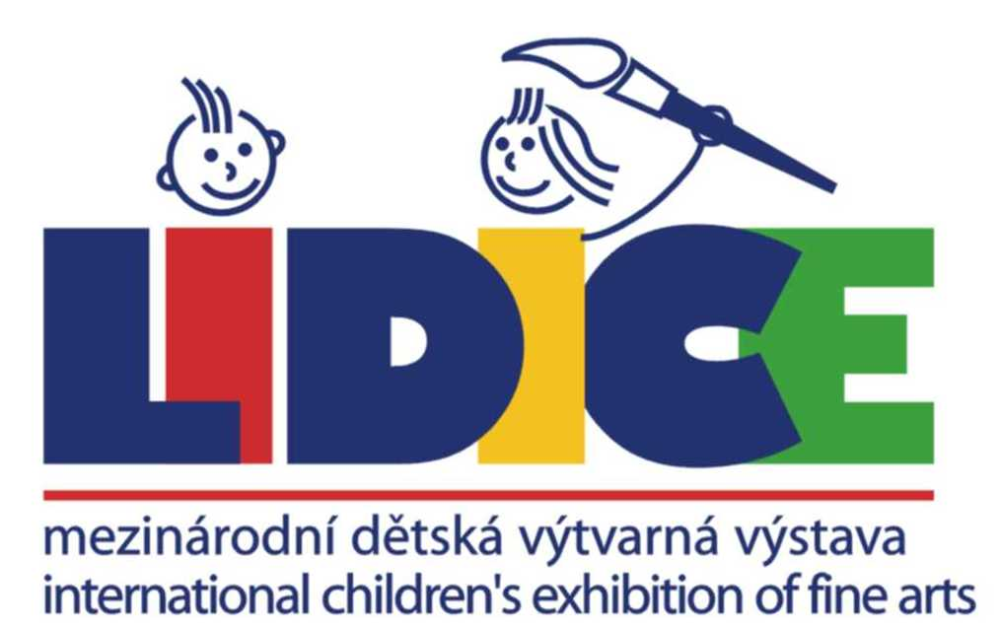 LIDICE
mezinárodní dětská výtvarná výstava
international children's exhibition of fine arts